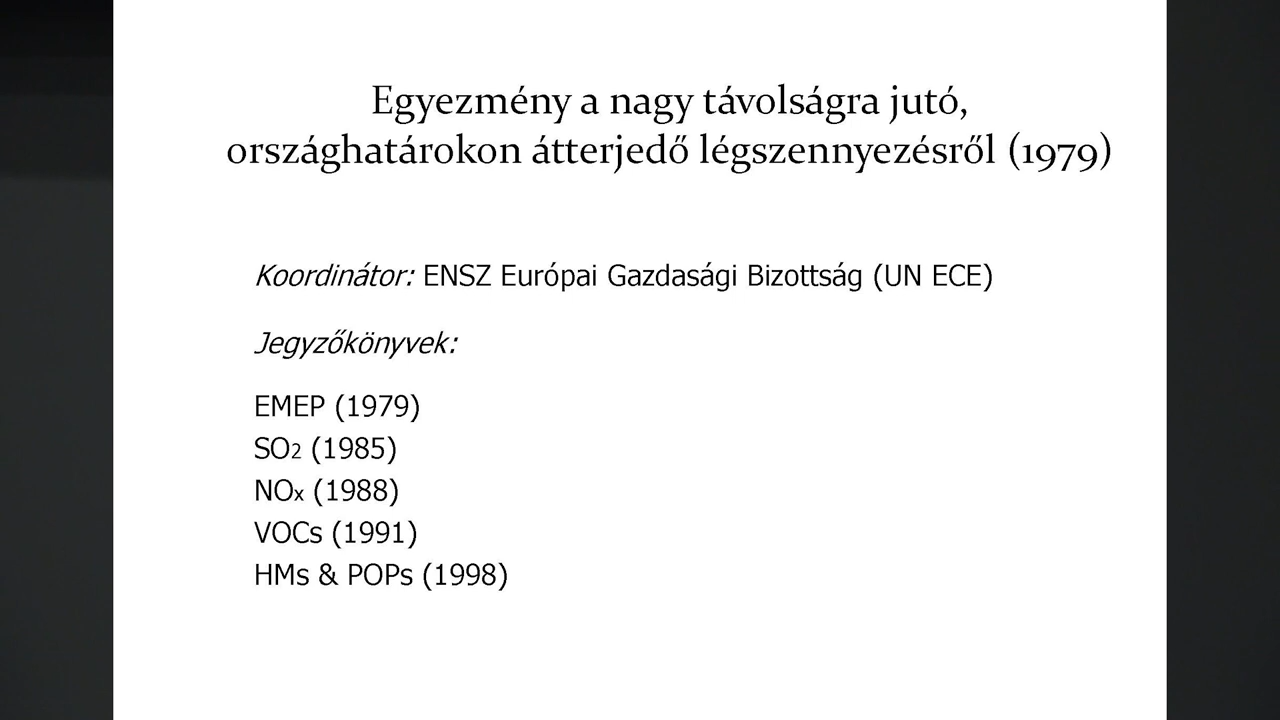 Egyezmény a nagy távolságra jutó,
országhatárokon átterjedő légszennyezésről (1979)
Koordinátor: ENSZ Európai Gazdasági Bizottság (UN ECE)
Jegyzőkönyvek:
EMEP (1979)
SO2 (1985)
NOx (1988)
VOCs (1991)
HMs & POPs (1998)